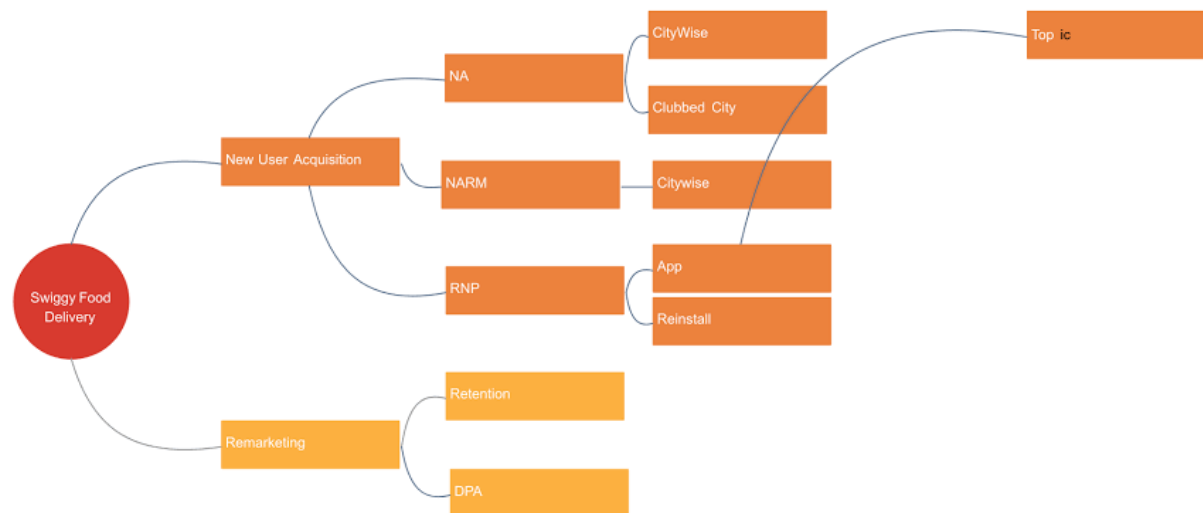 CityWise
Top ic
NA
Clubbed City
New User Acquisition
NARM
Citywise
App
RNP
Swiggy Food
Delivery
Reinstall
Retention
Remarketing
DPA